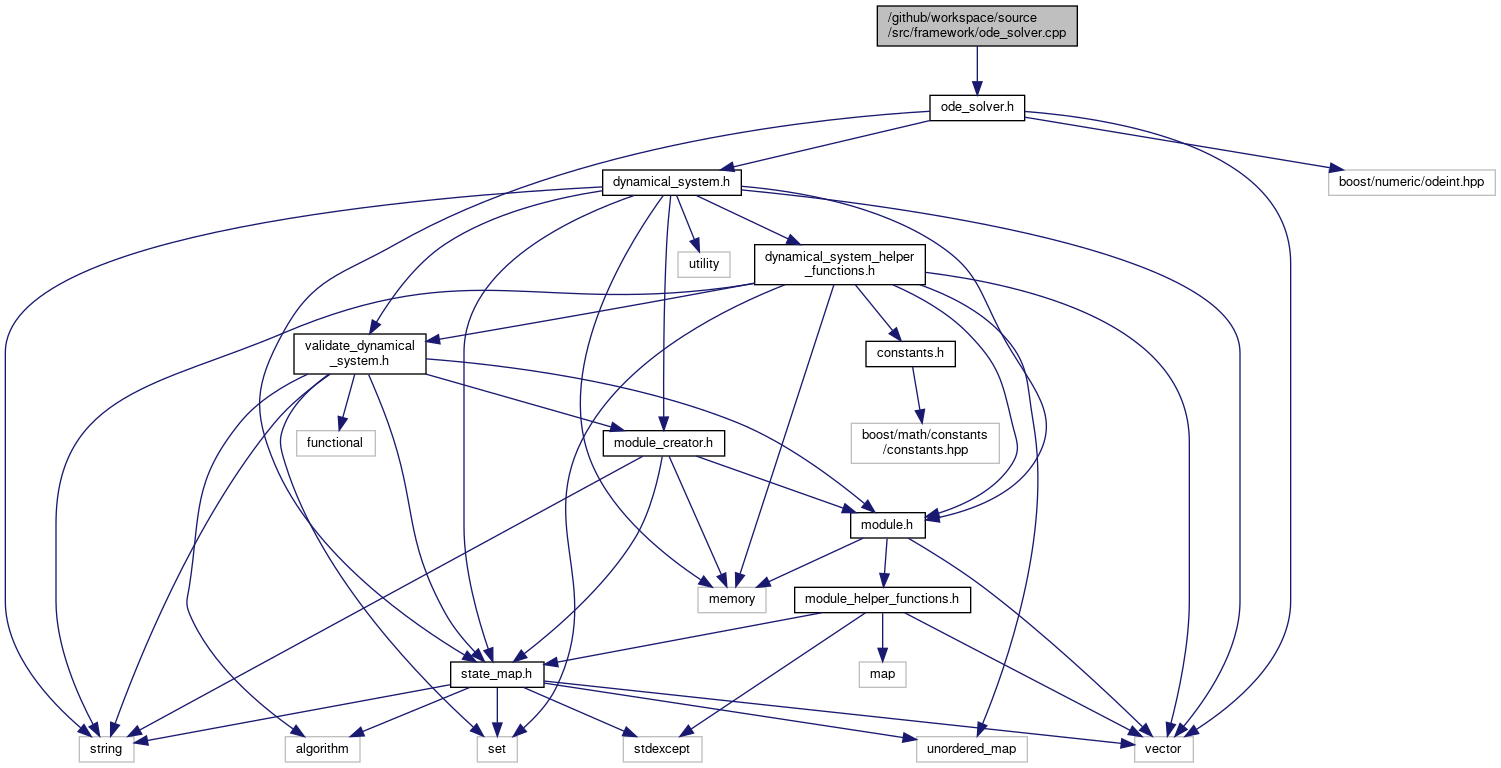 /github/workspace/source
/src/framework/ode_solver.cpp
ode_solver.h
dynamical_system.h
boost/numeric/odeint.hpp
utility
dynamical_system_helper
_functions.h
validate_dynamical
_system.h
constants.h
functional
module_creator.h
boost/math/constants
/constants.hpp
module.h
memory
module_helper_functions.h
state_map.h
map
string
algorithm
set
stdexcept
unordered_map
vector